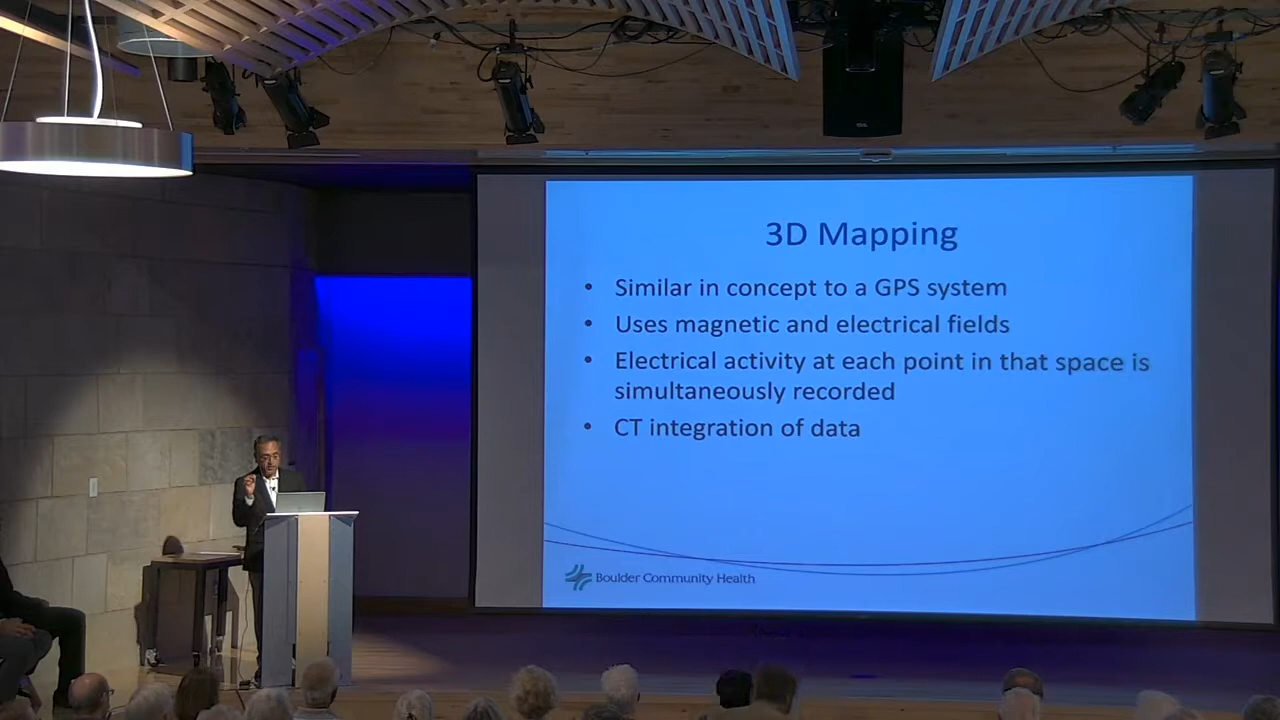 3D Mapping
• Similar in concept to a GPS system
• Uses magnetic and electrical fields
• Electrical activity at each point in that space is
simultaneously recorded
• CT integration of data
Boulder Community Health